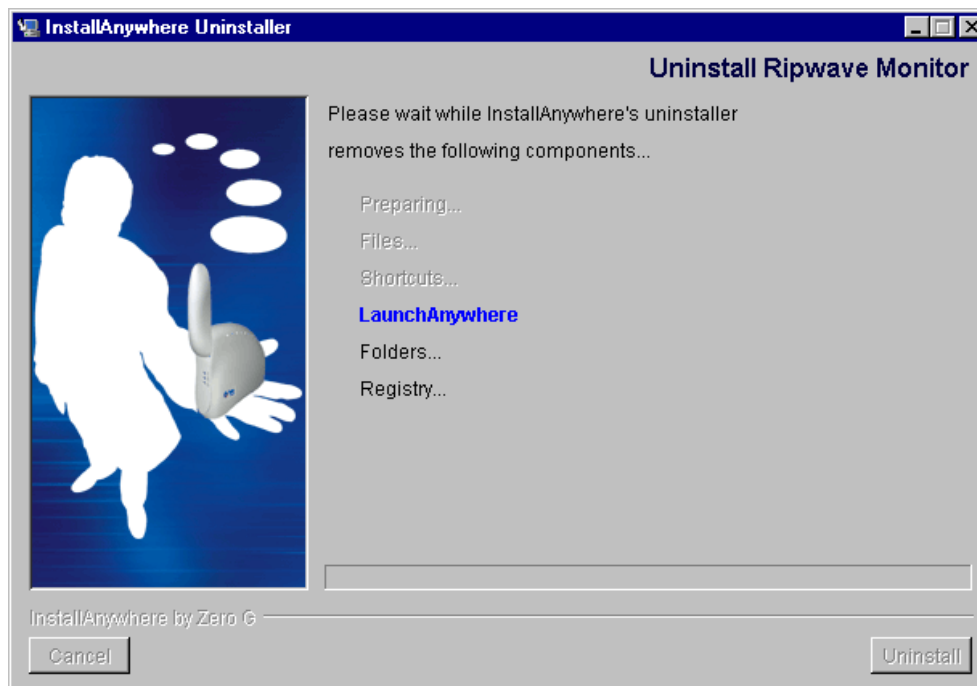 InstallAnywhere Uninstaller
Uninstall Ripwave Monitor
Please wait while InstallAnywhere's uninstaller
removes the following components...
Preparing...
Files...
Shortcuts...
LaunchAnywhere
Folders...
Registry...
InstallAnywhere by Zero G
Cancel
Uninstall